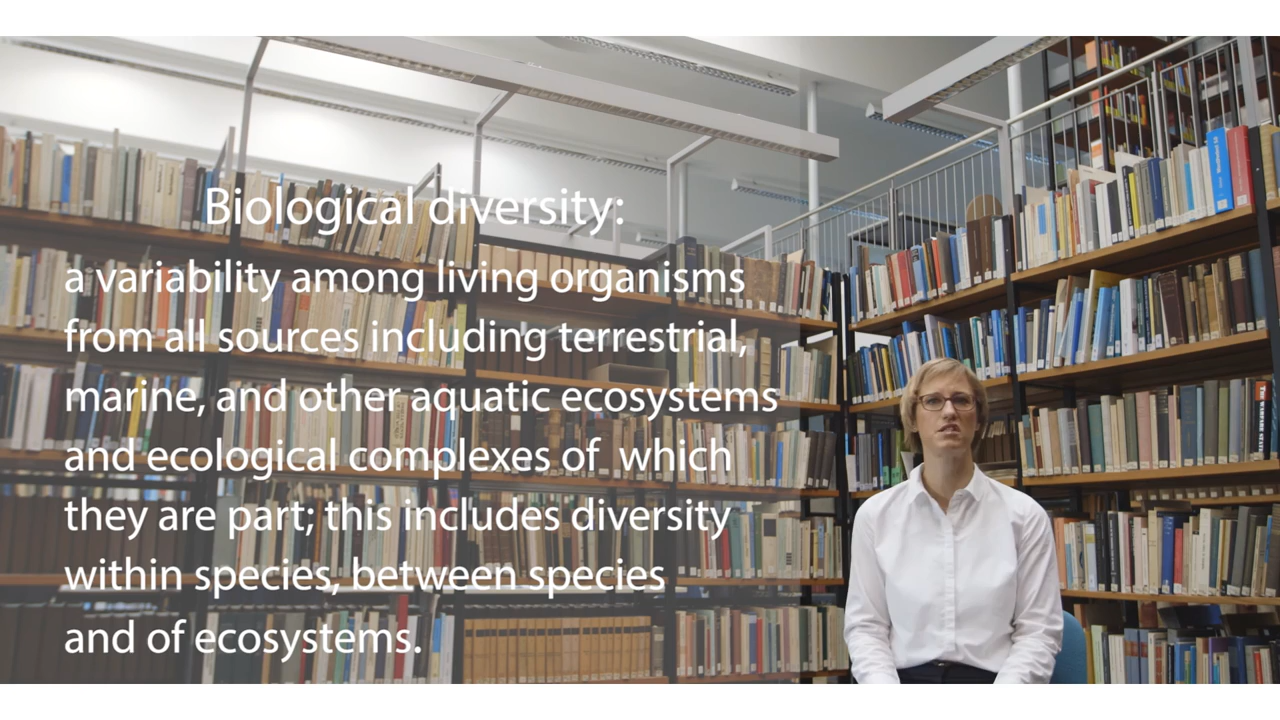 Biological diversity:
a variability among living organisms
from all sources including terrestrial,
marine, and other aquatic ecosystems
and ecological complexes of  which
they are part; this includes diversity
within species, between species
and of ecosystems.